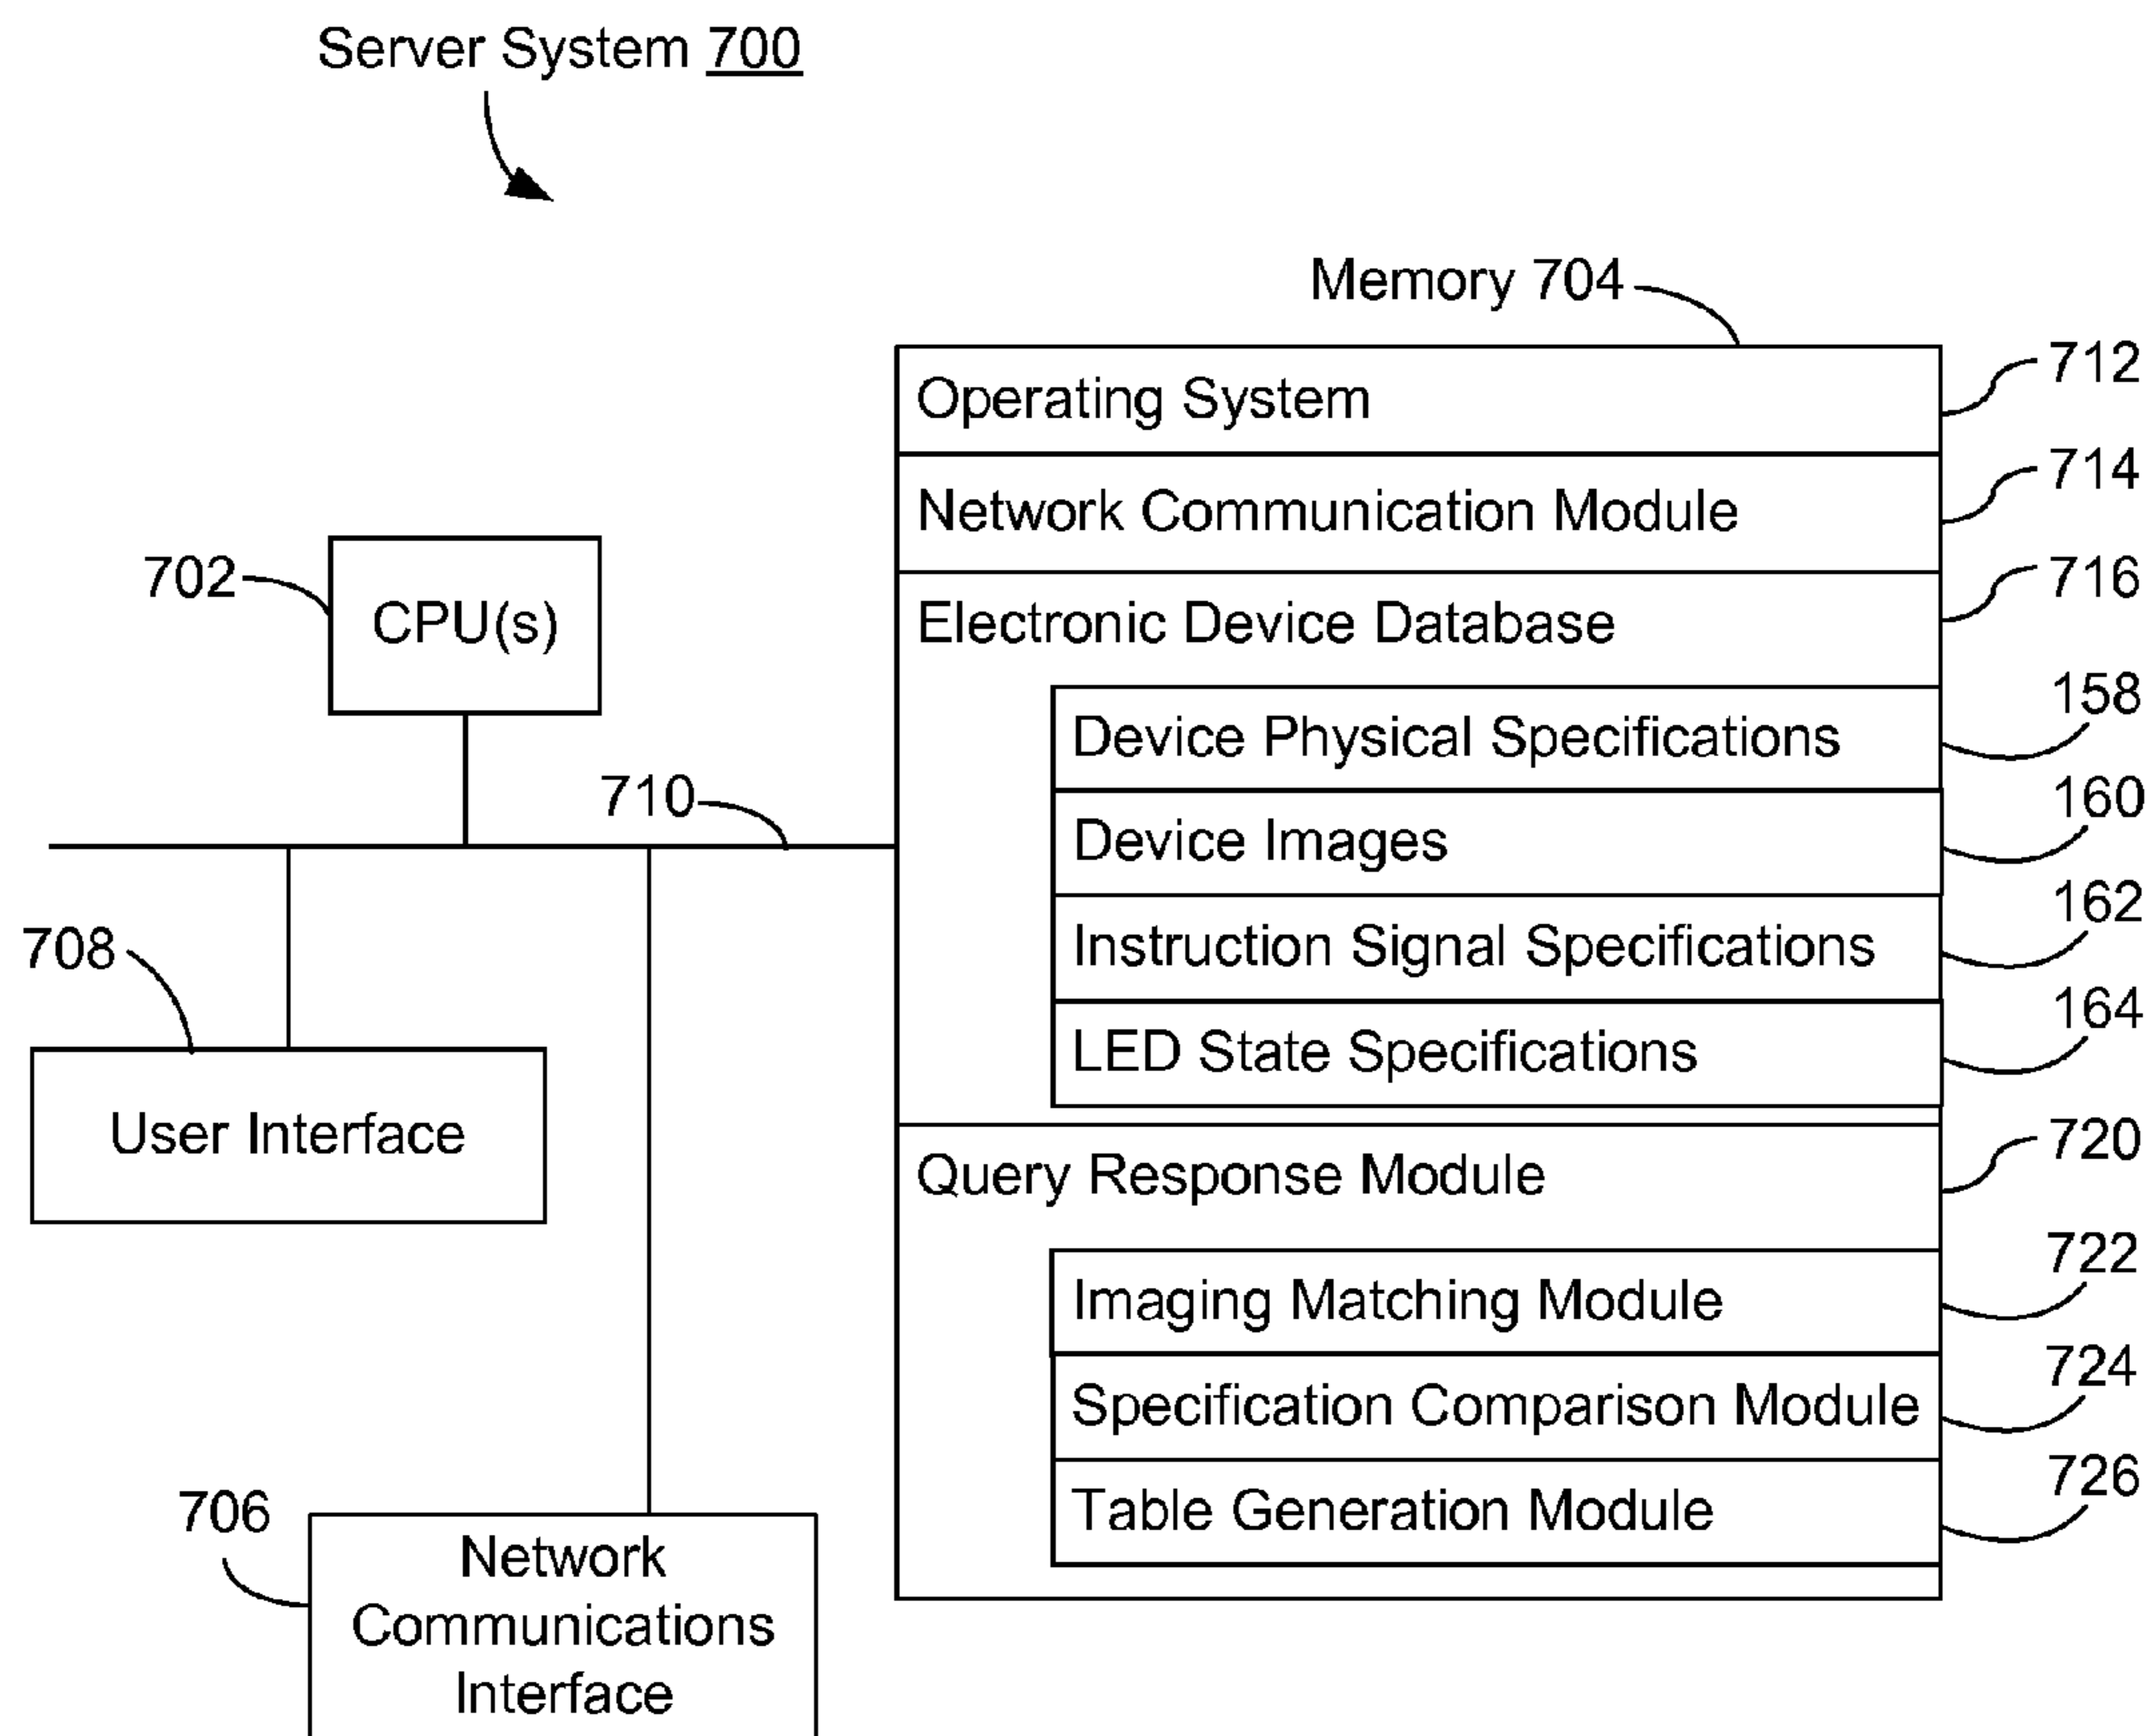 Server System 700
Memory 704
Operating System
712
Network Communication Module
714
Electronic Device Database
716
Device Physical Specifications
158
Device Images
160
Instruction Signal Specifications
162
LED State Specifications
164
Query Response Module
720
Imaging Matching Module
722
Specification Comparison Module
724
Table Generation Module
726
702
CPU(s)
710
708
User Interface
706
Network
Communications
Interface